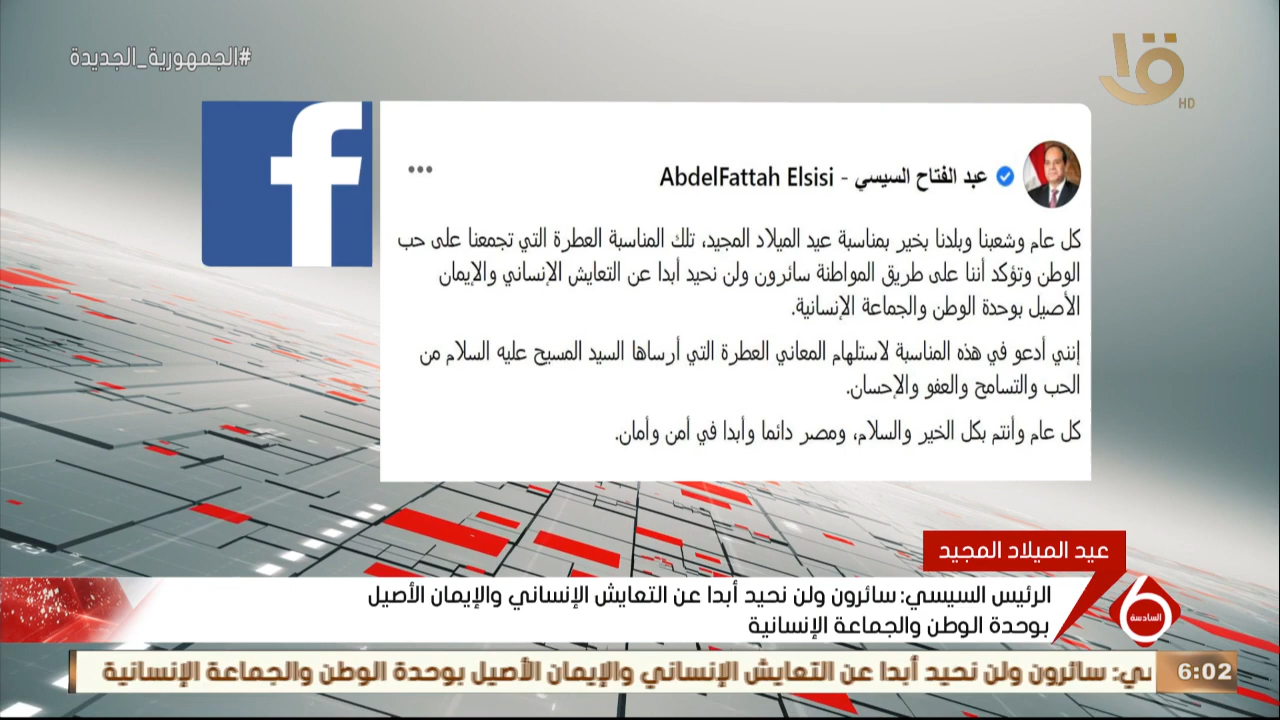 #الجمهورية_الجديدة
HD
عبد الفتاح السيسي - AbdelFattah Elsisi
كل عام وشعبنا وبلدنا بخير بمناسبة عيد الميلاد المجيد، تلك المناسبة العطرة التي تجمعنا على حب
الوطن وتؤكد أننا على طريق المواطنة سائرون ولن نحيد أبدا عن التعايش الإنساني والإيمان
الأصيل بوحدة الوطن والجماعة الإنسانية.
إنني أدعو في هذه المناسبة لاستلهام المعاني العطرة التي أرساها السيد المسيح عليه السلام من
الحب والتسامح والعفو والإحسان.
كل عام وأنتم بكل الخير والسلام، ومصر دائما وأبدا في أمن وأمان.
عيد الميلاد المجيد
الرئيس السيسي: سائرون ولن نحيد أبدا عن التعايش الإنساني والإيمان الأصيل
بوحدة الوطن والجماعة الإنسانية
السادسة
ي: سائرون ولن نحيد أبدا عن التعايش الإنساني والإيمان الأصيل بوحدة الوطن والجماعة الإنسانية
6:02